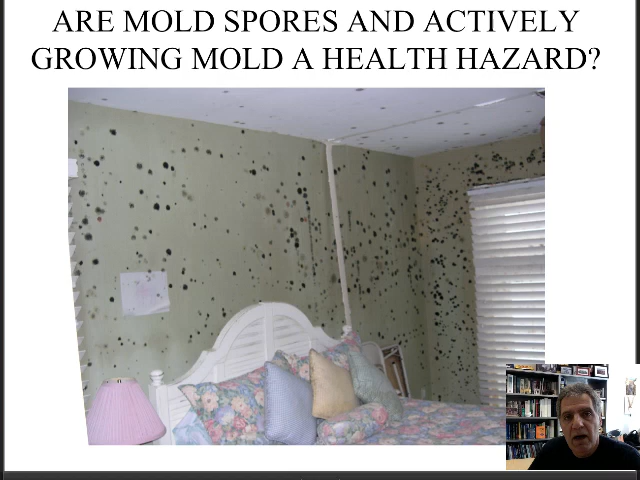 ARE MOLD SPORES AND ACTIVELY
GROWING MOLD A HEALTH HAZARD?